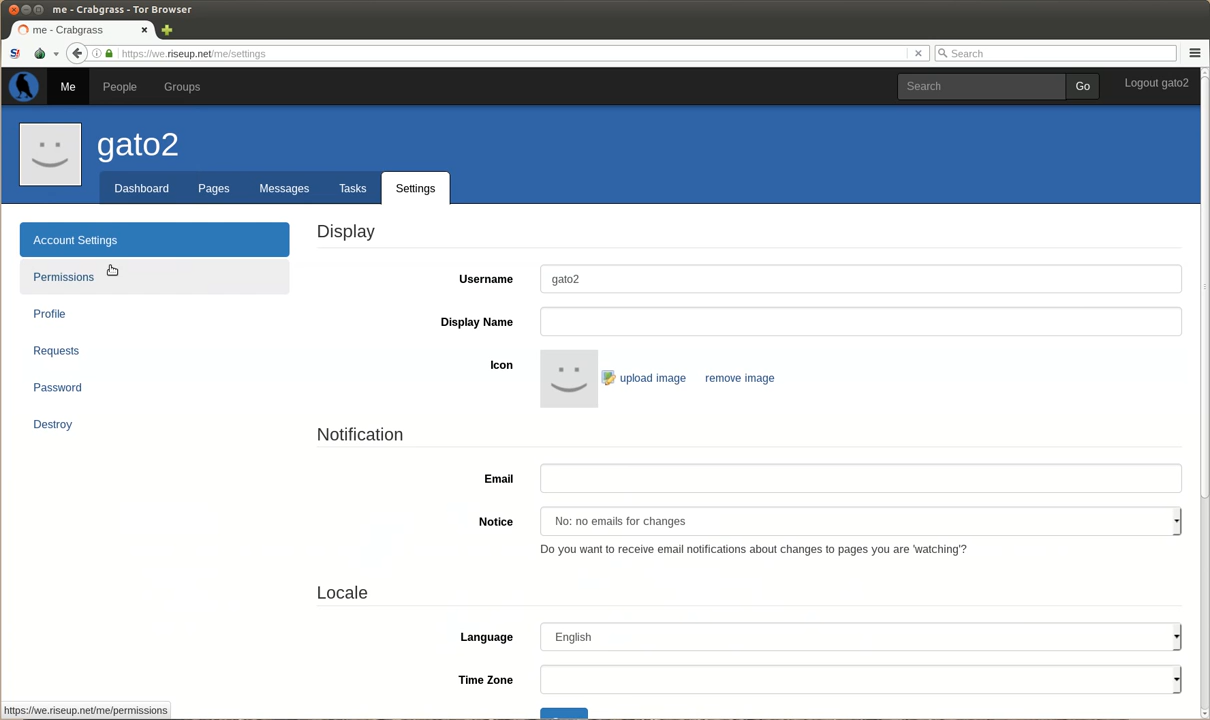 me - Crabgrass - Tor Browser
me - Crabgrass
https://we.riseup.net/me/settings
Search
Me
People
Groups
Search
Go
Logout gato2
gato2
Dashboard
Pages
Messages
Tasks
Settings
Account Settings
Permissions
Profile
Requests
Password
Destroy
Display
Username
gato2
Display Name
Icon
upload image
remove image
Notification
Email
Notice
No: no emails for changes
Do you want to receive email notifications about changes to pages you are 'watching'?
Locale
Language
English
Time Zone
https://we.riseup.net/me/permissions